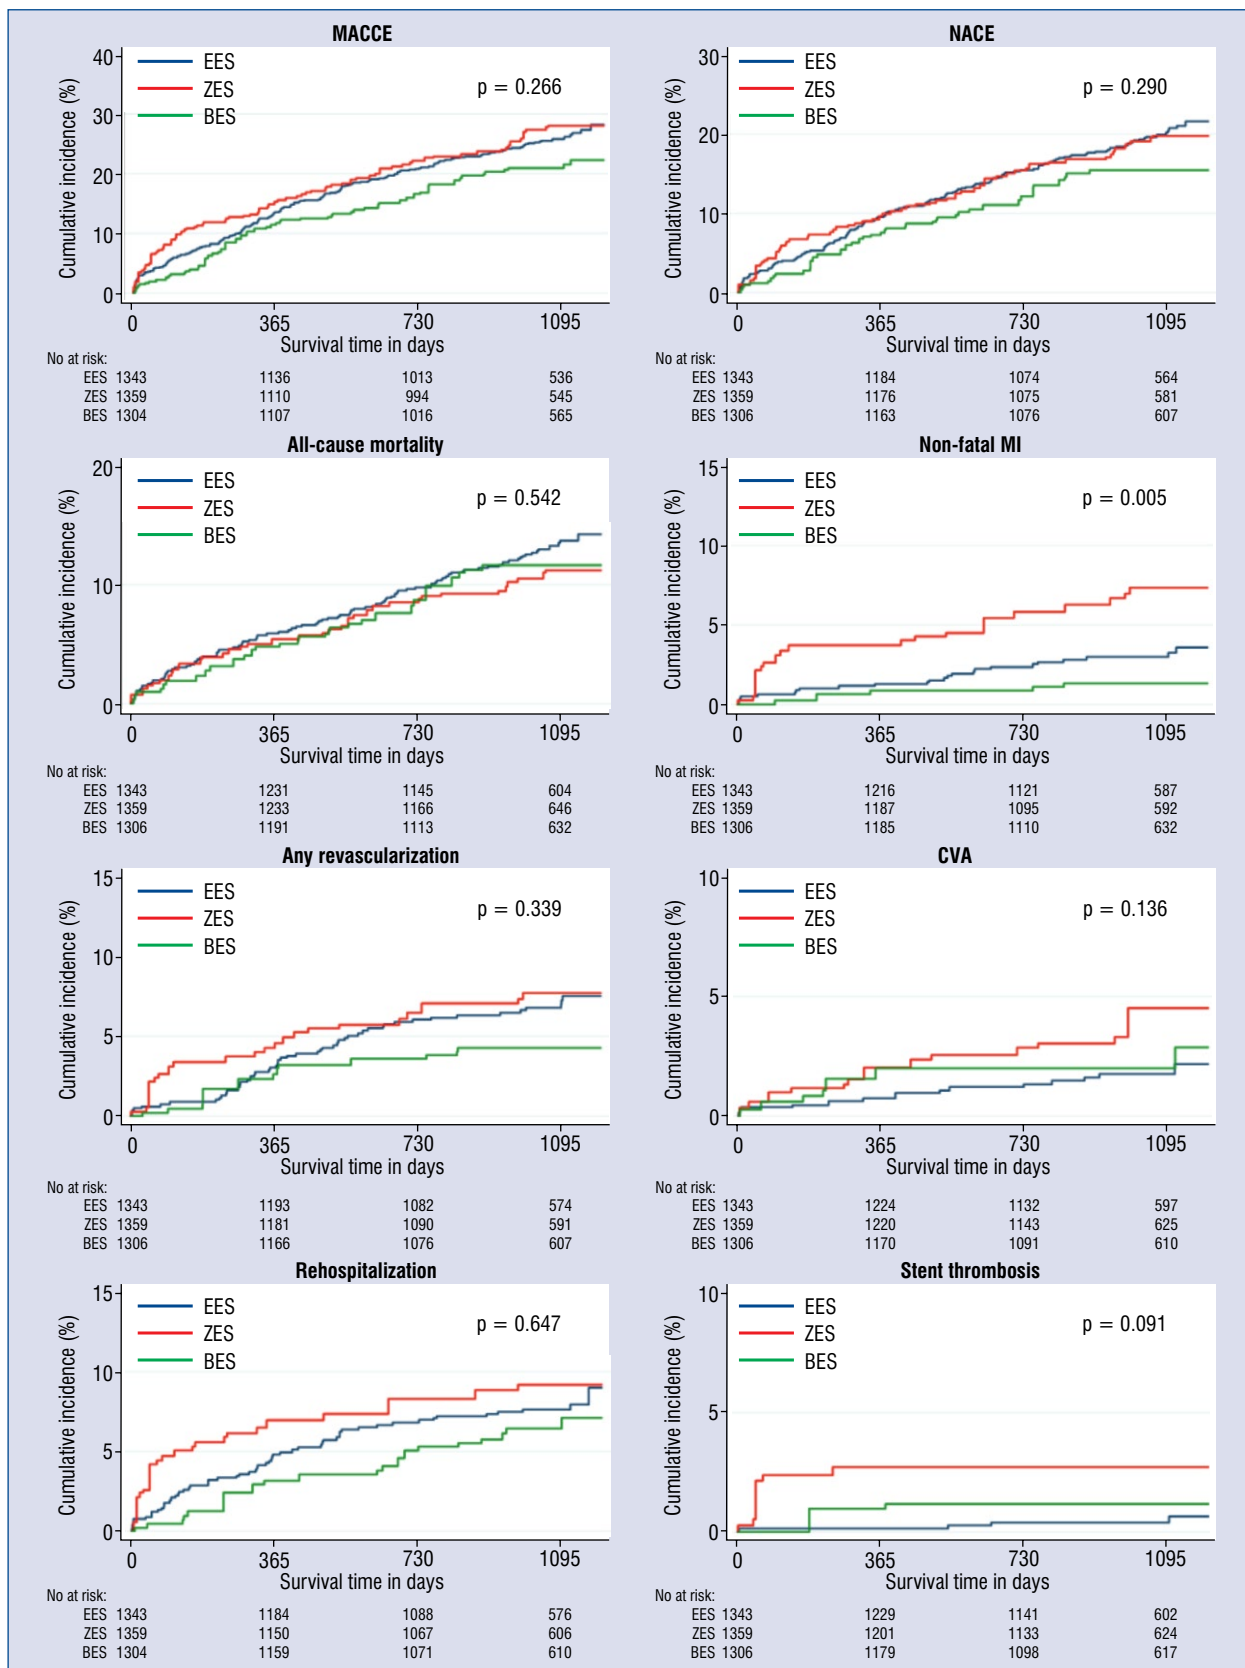 MACCE
40
30
20
10
0
Cumulative incidence (%)
EES
ZES
BES
p = 0.266
0 365 730 1095
Survival time in days
No at risk:
EES 1343 1136 1013 536
ZES 1359 1110 994 545
BES 1304 1107 1016 565
NACE
30
20
10
0
Cumulative incidence (%)
EES
ZES
BES
p = 0.290
0 365 730 1095
Survival time in days
No at risk:
EES 1343 1184 1074 564
ZES 1359 1176 1075 581
BES 1306 1163 1076 607
All-cause mortality
20
10
0
Cumulative incidence (%)
EES
ZES
BES
p = 0.542
0 365 730 1095
Survival time in days
No at risk:
EES 1343 1231 1145 604
ZES 1359 1233 1166 646
BES 1306 1191 1113 632
Non-fatal MI
15
10
5
0
Cumulative incidence (%)
EES
ZES
BES
p = 0.005
0 365 730 1095
Survival time in days
No at risk:
EES 1343 1216 1121 587
ZES 1359 1187 1095 592
BES 1306 1185 1110 632
Any revascularization
15
10
5
0
Cumulative incidence (%)
EES
ZES
BES
p = 0.339
0 365 730 1095
Survival time in days
No at risk:
EES 1343 1193 1082 574
ZES 1359 1181 1090 591
BES 1306 1166 1076 607
CVA
10
5
0
Cumulative incidence (%)
EES
ZES
BES
p = 0.136
0 365 730 1095
Survival time in days
No at risk:
EES 1343 1224 1132 597
ZES 1359 1220 1143 625
BES 1306 1170 1091 610
Rehospitalization
15
10
5
0
Cumulative incidence (%)
EES
ZES
BES
p = 0.647
0 365 730 1095
Survival time in days
No at risk:
EES 1343 1184 1088 576
ZES 1359 1150 1067 606
BES 1304 1159 1071 610
Stent thrombosis
10
5
0
Cumulative incidence (%)
EES
ZES
BES
p = 0.091
0 365 730 1095
Survival time in days
No at risk:
EES 1343 1229 1141 602
ZES 1359 1201 1133 624
BES 1306 1179 1098 617